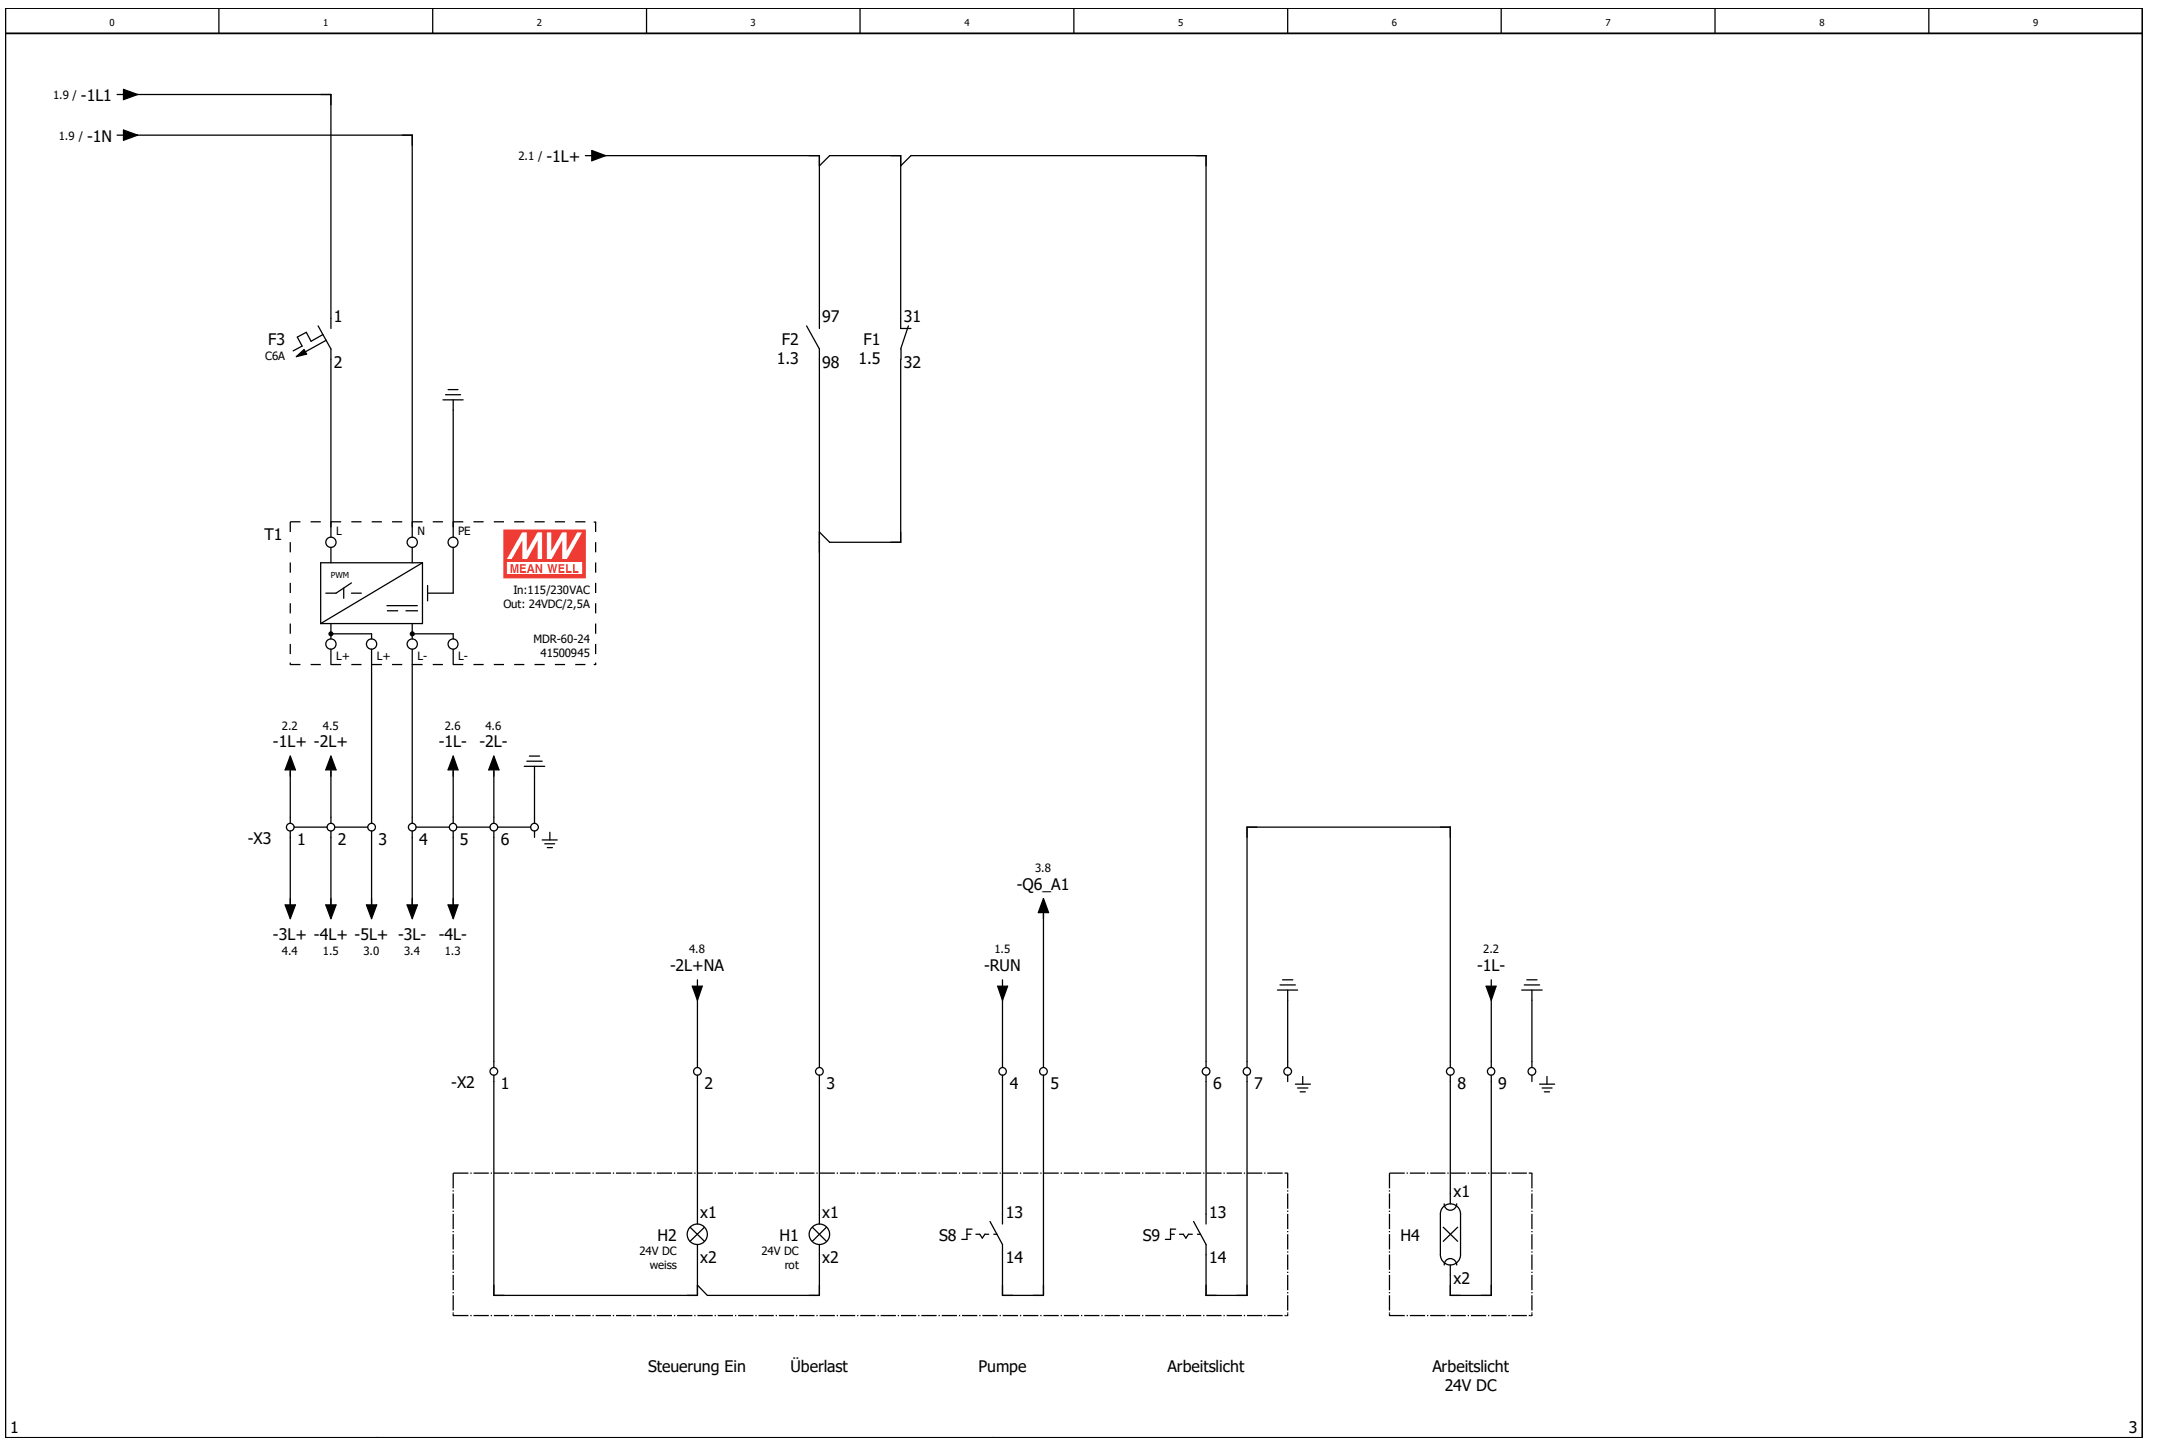 0 1 2 3 4 5 6 7 8 9
1.9 / -1L1
1.9 / -1N
2.1 / -1L+
1
F3
C6A
2
97
F2
1.3
98
31
F1
1.5
32
T1
L
N
PE
MW
MEAN WELL
PWM
In:115/230VAC
Out: 24VDC/2,5A
MDR-60-24
41500945
L+ L+ L- L-
2.2 4.5 2.6 4.6
-1L+ -2L+ -1L- -2L-
-X3 1 2 3 4 5 6
-3L+ -4L+ -5L+ -3L- -4L-
4.4 1.5 3.0 3.4 1.3
3.8
-Q6_A1
4.8
-2L+NA
1.5
-RUN
2.2
-1L-
-X2 1 2 3 4 5 6 7 8 9
x1
H2
24V DC
weiss
x2
x1
H1
24V DC
rot
x2
13
S8
14
13
S9
14
x1
H4
x2
Steuerung Ein
Überlast
Pumpe
Arbeitslicht
Arbeitslicht
24V DC
1
3